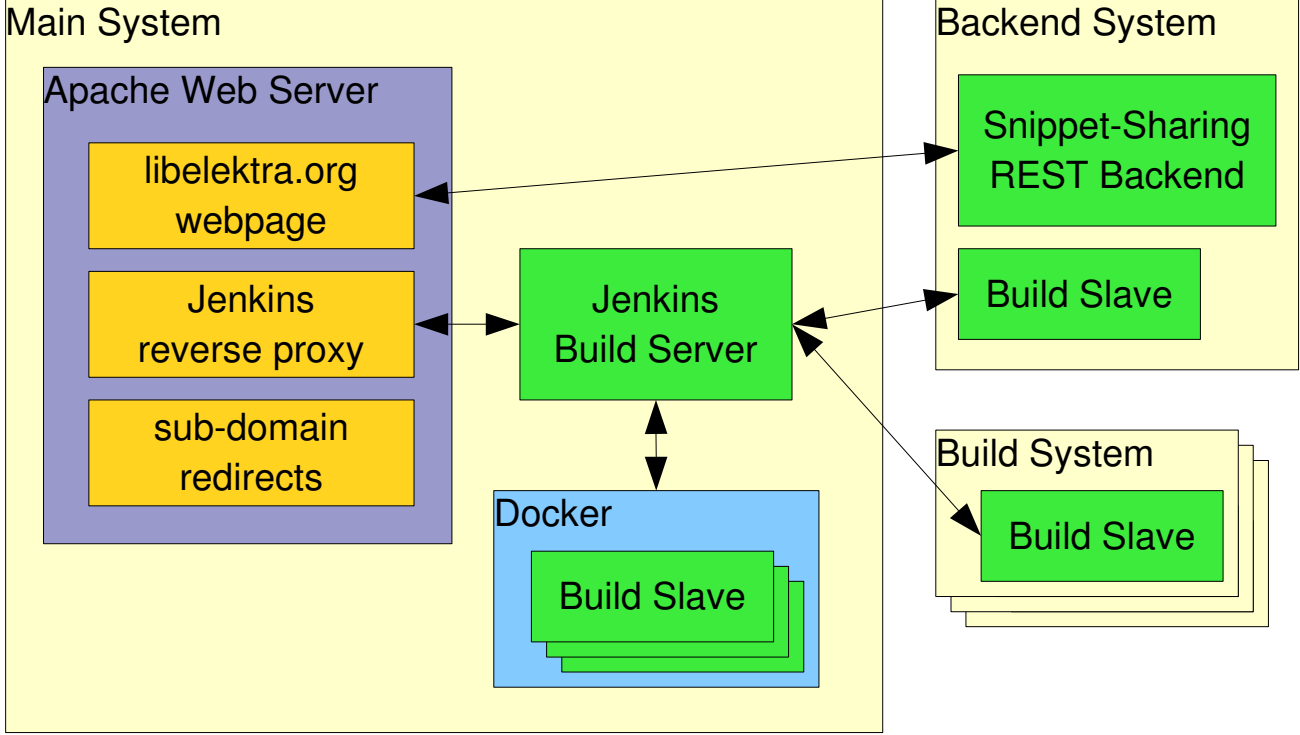 Main System
Apache Web Server
libelektra.org
webpage
Jenkins
reverse proxy
sub-domain
redirects
Jenkins
Build Server
Docker
Build Slave
Backend System
Snippet-Sharing
REST Backend
Build Slave
Build System
Build Slave